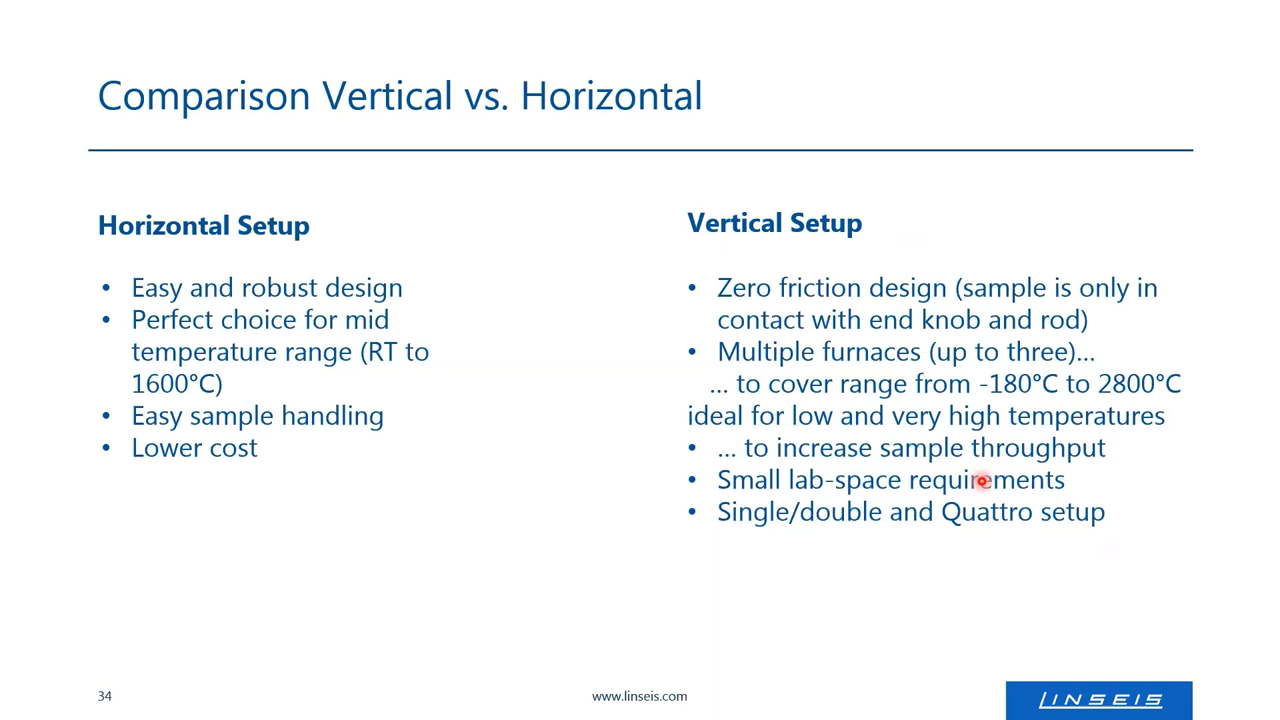 Comparison Vertical vs. Horizontal
Horizontal Setup
• Easy and robust design
• Perfect choice for mid
temperature range (RT to
1600°C)
• Easy sample handling
• Lower cost
Vertical Setup
• Zero friction design (sample is only in
contact with end knob and rod)
• Multiple furnaces (up to three)...
... to cover range from -180°C to 2800°C
ideal for low and very high temperatures
• ... to increase sample throughput
• Small lab-space requirements
• Single/double and Quattro setup
34
www.linseis.com
LINSEIS